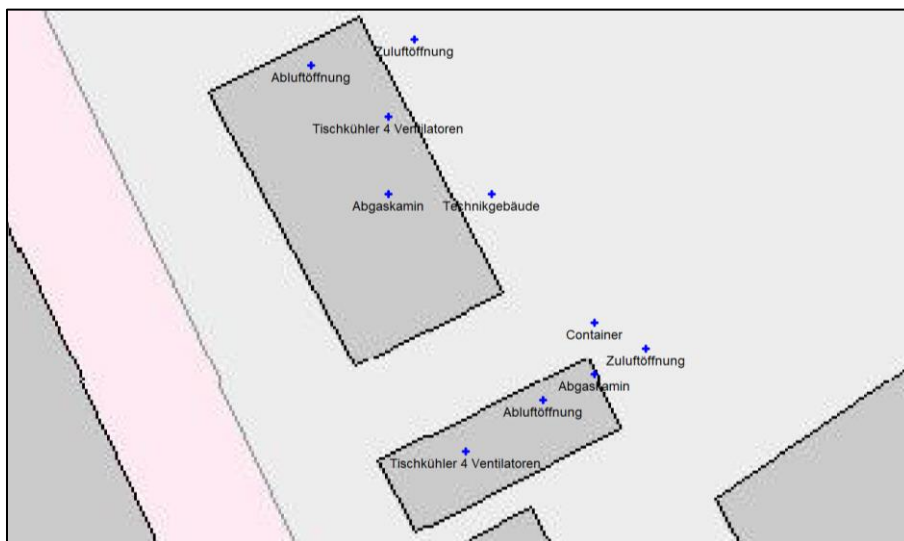 Zuluftöffnung
Abluftöffnung
Tischkühler 4 Ventilatoren
Abgaskamin
Technikgebäude
Container
Zuluftöffnung
Abgaskamin
Abluftöffnung
Tischkühler 4 Ventilatoren